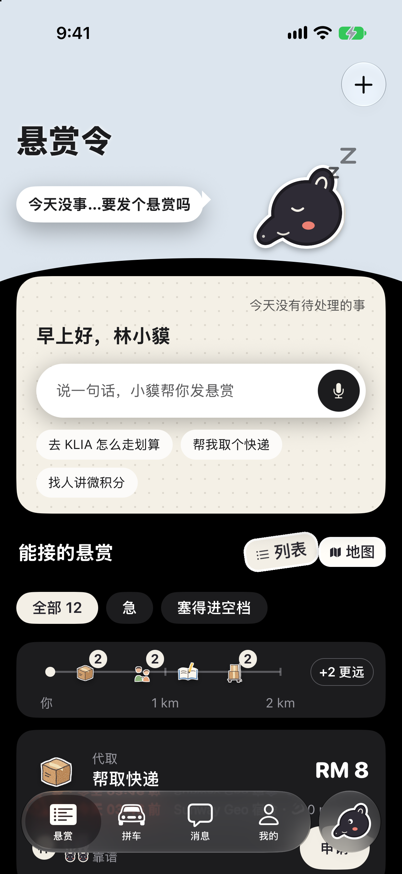 9:41
悬赏令
z
z
今天没事...要发个悬赏吗
今天没有待处理的事
早上好，林小貘
说一句话，小貘帮你发悬赏
去 KLIA 怎么走划算
帮我取个快递
找人讲微积分
能接的悬赏
列表
地图
全部 12
急
塞得进空档
2
2
2
+2 更远
你
1 km
2 km
代取
帮取快递
RM 8
悬赏
拼车
消息
我的
靠谱